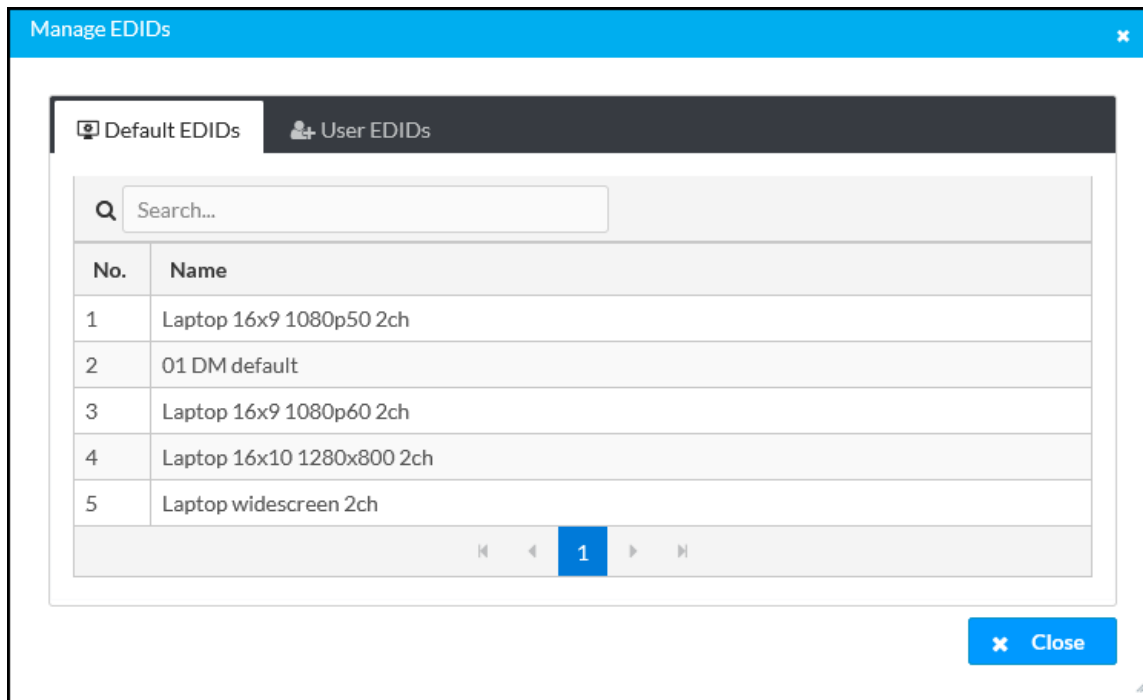 Manage EDIDs
Default EDIDs User EDIDs
Search...
No. Name
1 Laptop 16x9 1080p50 2ch
2 01 DM default
3 Laptop 16x9 1080p60 2ch
4 Laptop 16x10 1280x800 2ch
5 Laptop widescreen 2ch
1
Close